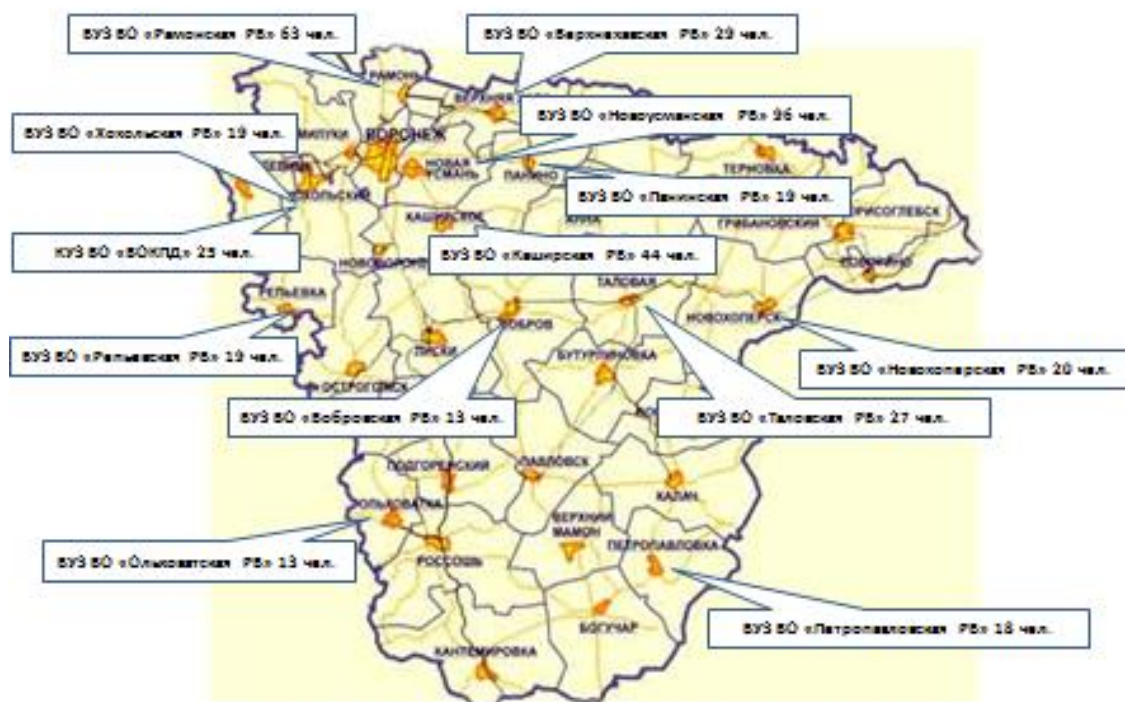 БУЗ ВО «Рамонская РБ» 63 чел.
БУЗ ВО «Верхнехавская РБ» 29 чел.
РАМОНЬ
ВЕРХНЯЯ
БУЗ ВО «Новоусманская РБ» 96 чел.
БУЗ ВО «Хохольская РБ» 19 чел.
ВОРОНЕЖ
НОВАЯ
УСМАНЬ
ПАНИНО
ТЕРНОВКА
БУЗ ВО «Панинская РБ» 19 чел.
ХОХОЛЬСКИЙ
КАШИРСКОЕ
ГРИБАНОВСКИЙ
КУЗ ВО «ВОКПД» 25 чел.
БУЗ ВО «Каширская РБ» 44 чел.
РЕПЬЕВКА
ТАЛОВАЯ
НОВОХОПЕРСК
БОБРОВ
БУЗ ВО «Репьевская РБ» 19 чел.
ЛИСКИ
БУТУРЛИНОВКА
БУЗ ВО «Новохоперская РБ» 20 чел.
ОСТРОГОЖСК
БУЗ ВО «Бобровская РБ» 13 чел.
БУЗ ВО «Таловская РБ» 27 чел.
ПОДГОРЕНСКИЙ
ПАВЛОВСК
КАЛАЧ
ОЛЬХОВАТКА
ВЕРХНИЙ
МАМОН
ПЕТРОПАВЛОВКА
БУЗ ВО «Ольховатская РБ» 13 чел.
РОССОШЬ
БОГУЧАР
БУЗ ВО «Петропавловская РБ» 18 чел.
КАНТЕМИРОВКА